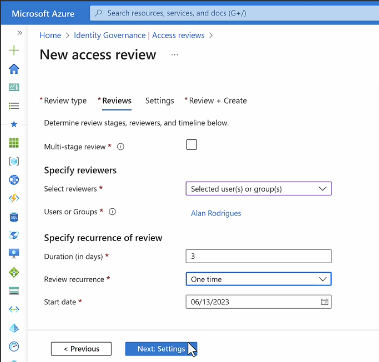 Microsoft Azure
Search resources, services, and docs (G+/)
Home > Identity Governance | Access reviews >
New access review ...
* Review type * Reviews Settings * Review + Create
Determine review stages, reviewers, and timeline below.
Multi-stage review *
Specify reviewers
Select reviewers * Selected user(s) or group(s)
Users or Groups * Alan Rodrigues
Specify recurrence of review
Duration (in days) * 3
Review recurrence * One time
Start date * 06/13/2023
< Previous Next: Settings